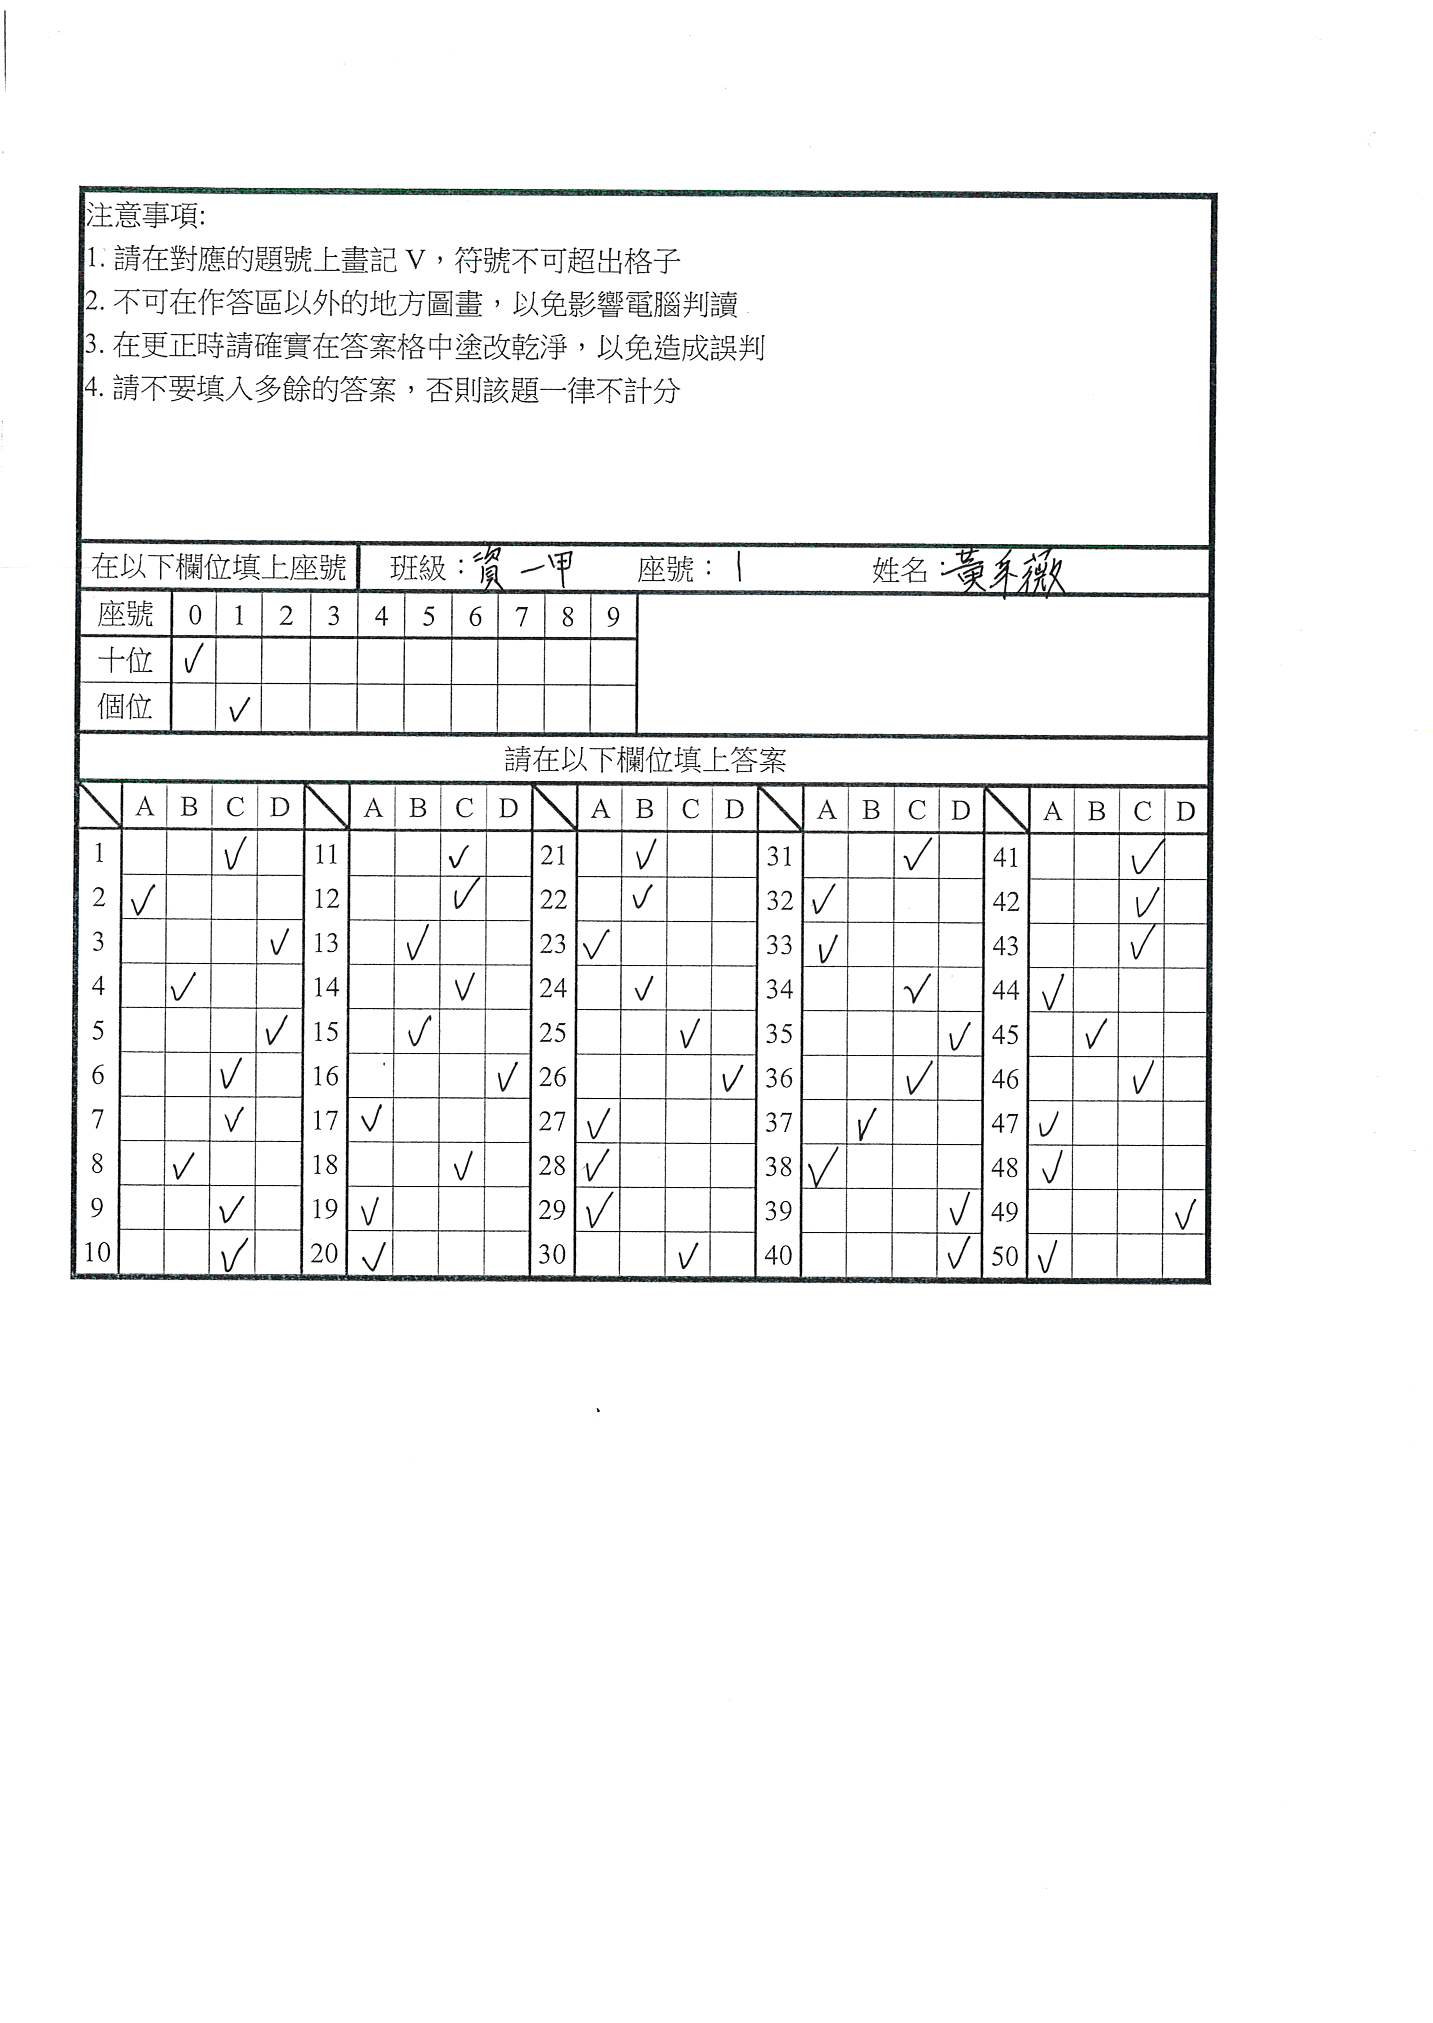 注意事項:
1. 請在對應的題號上畫記 V，符號不可超出格子
2. 不可在作答區以外的地方圖畫，以免影響電腦判讀
3. 在更正時請確實在答案格中塗改乾淨，以免造成誤判
4. 請不要填入多餘的答案，否則該題一律不計分
在以下欄位填上座號 班級：資一甲 座號：1 姓名：黃禾薇
座號 0 1 2 3 4 5 6 7 8 9
十位 ✓
個位 ✓
請在以下欄位填上答案
A B C D A B C D A B C D A B C D A B C D
1 ✓ 11 ✓ 21 ✓ 31 ✓ 41 ✓
2 ✓ 12 ✓ 22 ✓ 32 ✓ 42 ✓
3 ✓ 13 ✓ 23 ✓ 33 ✓ 43 ✓
4 ✓ 14 ✓ 24 ✓ 34 ✓ 44 ✓
5 ✓ 15 ✓ 25 ✓ 35 ✓ 45 ✓
6 ✓ 16 ✓ 26 ✓ 36 ✓ 46 ✓
7 ✓ 17 ✓ 27 ✓ 37 ✓ 47 ✓
8 ✓ 18 ✓ 28 ✓ 38 ✓ 48 ✓
9 ✓ 19 ✓ 29 ✓ 39 ✓ 49 ✓
10 ✓ 20 ✓ 30 ✓ 40 ✓ 50 ✓